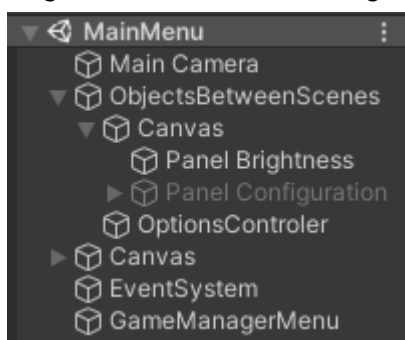 MainMenu
Main Camera
ObjectsBetweenScenes
Canvas
Panel Brightness
Panel Configuration
OptionsControler
Canvas
EventSystem
GameManagerMenu